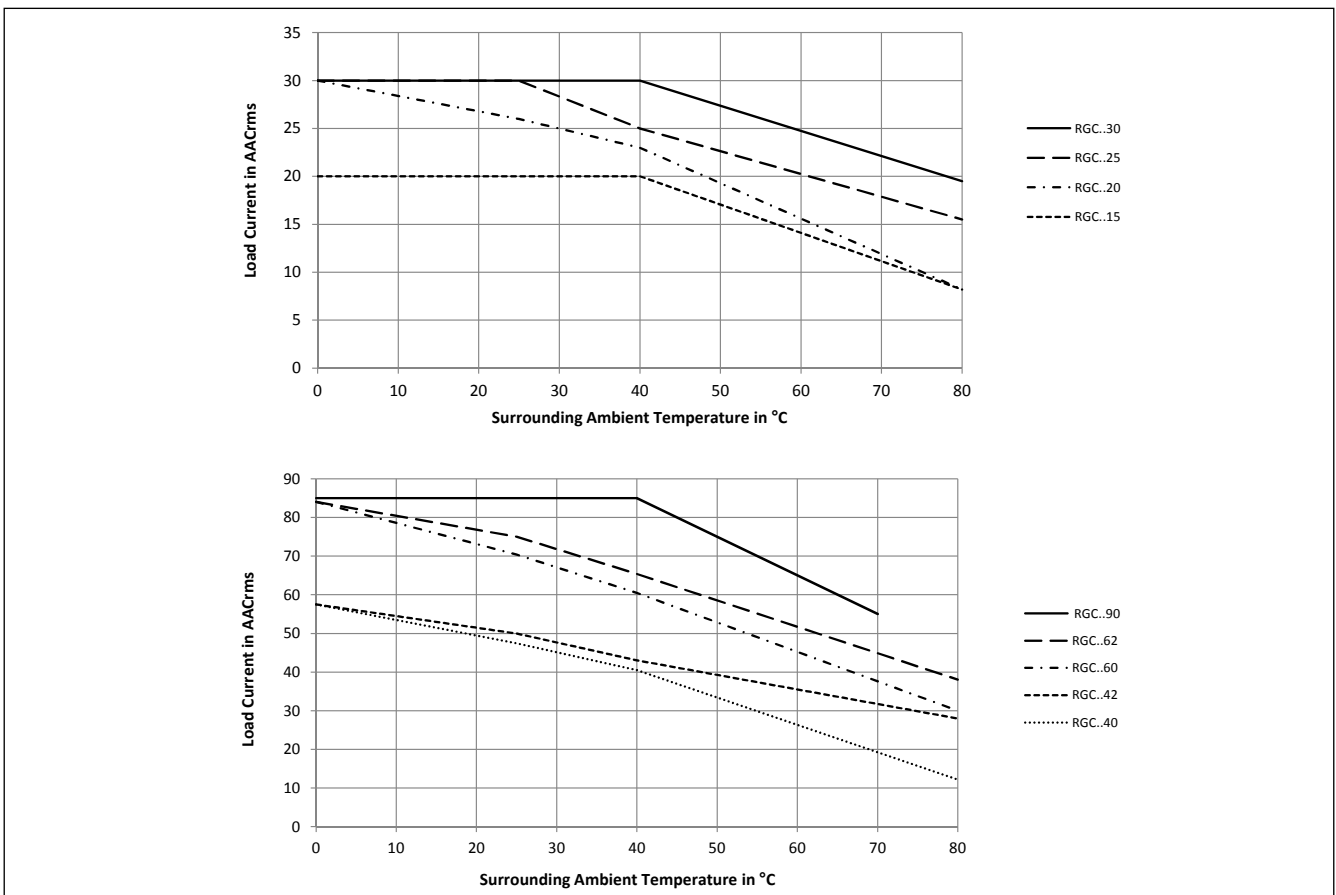 35
30
25
20
15
10
5
0
Load Current in AACrms
0 10 20 30 40 50 60 70 80
Surrounding Ambient Temperature in °C
RGC..30
RGC..25
RGC..20
RGC..15
90
80
70
60
50
40
30
20
10
0
Load Current in AACrms
0 10 20 30 40 50 60 70 80
Surrounding Ambient Temperature in °C
RGC..90
RGC..62
RGC..60
RGC..42
RGC..40